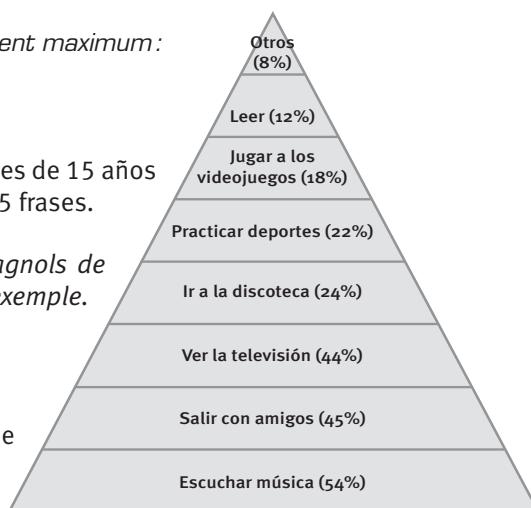 ent maximum :
es de 15 años
5 frases.
agnols de
exemple.
e
Otros
(8%)
Leer (12%)
Jugar a los
videojuegos (18%)
Practicar deportes (22%)
Ir a la discoteca (24%)
Ver la televisión (44%)
Salir con amigos (45%)
Escuchar música (54%)